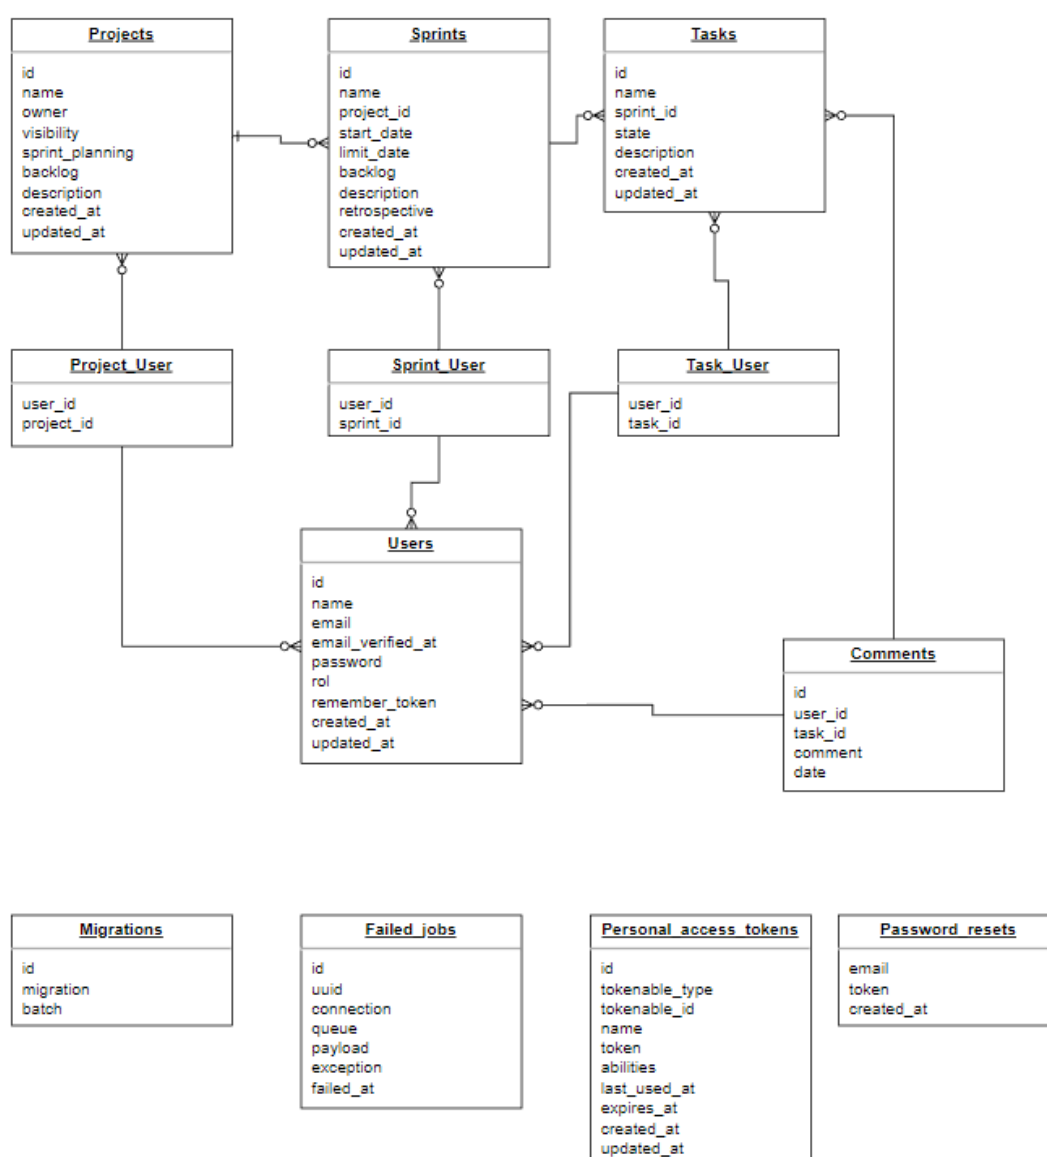 Projects
id
name
owner
visibility
sprint_planning
backlog
description
created_at
updated_at
Sprints
id
name
project_id
start_date
limit_date
backlog
description
retrospective
created_at
updated_at
Tasks
id
name
sprint_id
state
description
created_at
updated_at
Project_User
user_id
project_id
Sprint_User
user_id
sprint_id
Task_User
user_id
task_id
Users
id
name
email
email_verified_at
password
rol
remember_token
created_at
updated_at
Comments
id
user_id
task_id
comment
date
Migrations
id
migration
batch
Failed_jobs
id
uuid
connection
queue
payload
exception
failed_at
Personal_access_tokens
id
tokenable_type
tokenable_id
name
token
abilities
last_used_at
expires_at
created_at
updated_at
Password_resets
email
token
created_at